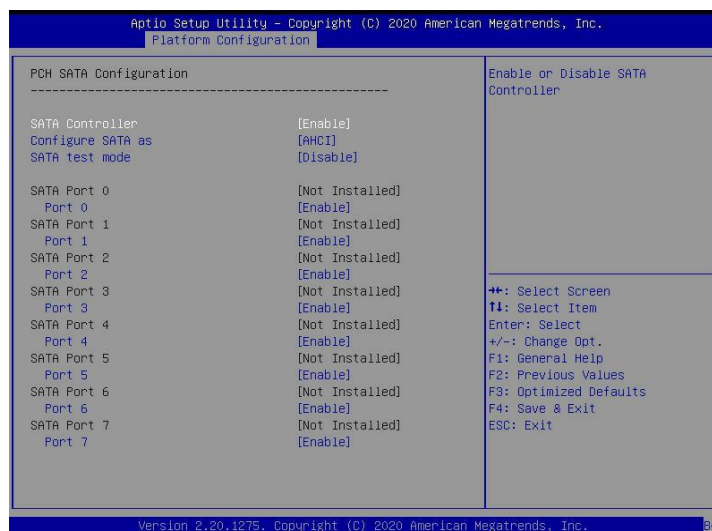 Aptio Setup Utility – Copyright (C) 2020 American Megatrends, Inc.
Platform Configuration
PCH SATA Configuration
--------------------------------------------------
SATA Controller [Enable]
Configure SATA as [AHCI]
SATA test mode [Disable]
SATA Port 0 [Not Installed]
Port 0 [Enable]
SATA Port 1 [Not Installed]
Port 1 [Enable]
SATA Port 2 [Not Installed]
Port 2 [Enable]
SATA Port 3 [Not Installed]
Port 3 [Enable]
SATA Port 4 [Not Installed]
Port 4 [Enable]
SATA Port 5 [Not Installed]
Port 5 [Enable]
SATA Port 6 [Not Installed]
Port 6 [Enable]
SATA Port 7 [Not Installed]
Port 7 [Enable]
Enable or Disable SATA
Controller
→←: Select Screen
↑↓: Select Item
Enter: Select
+/-: Change Opt.
F1: General Help
F2: Previous Values
F3: Optimized Defaults
F4: Save & Exit
ESC: Exit
Version 2.20.1275. Copyright (C) 2020 American Megatrends, Inc.